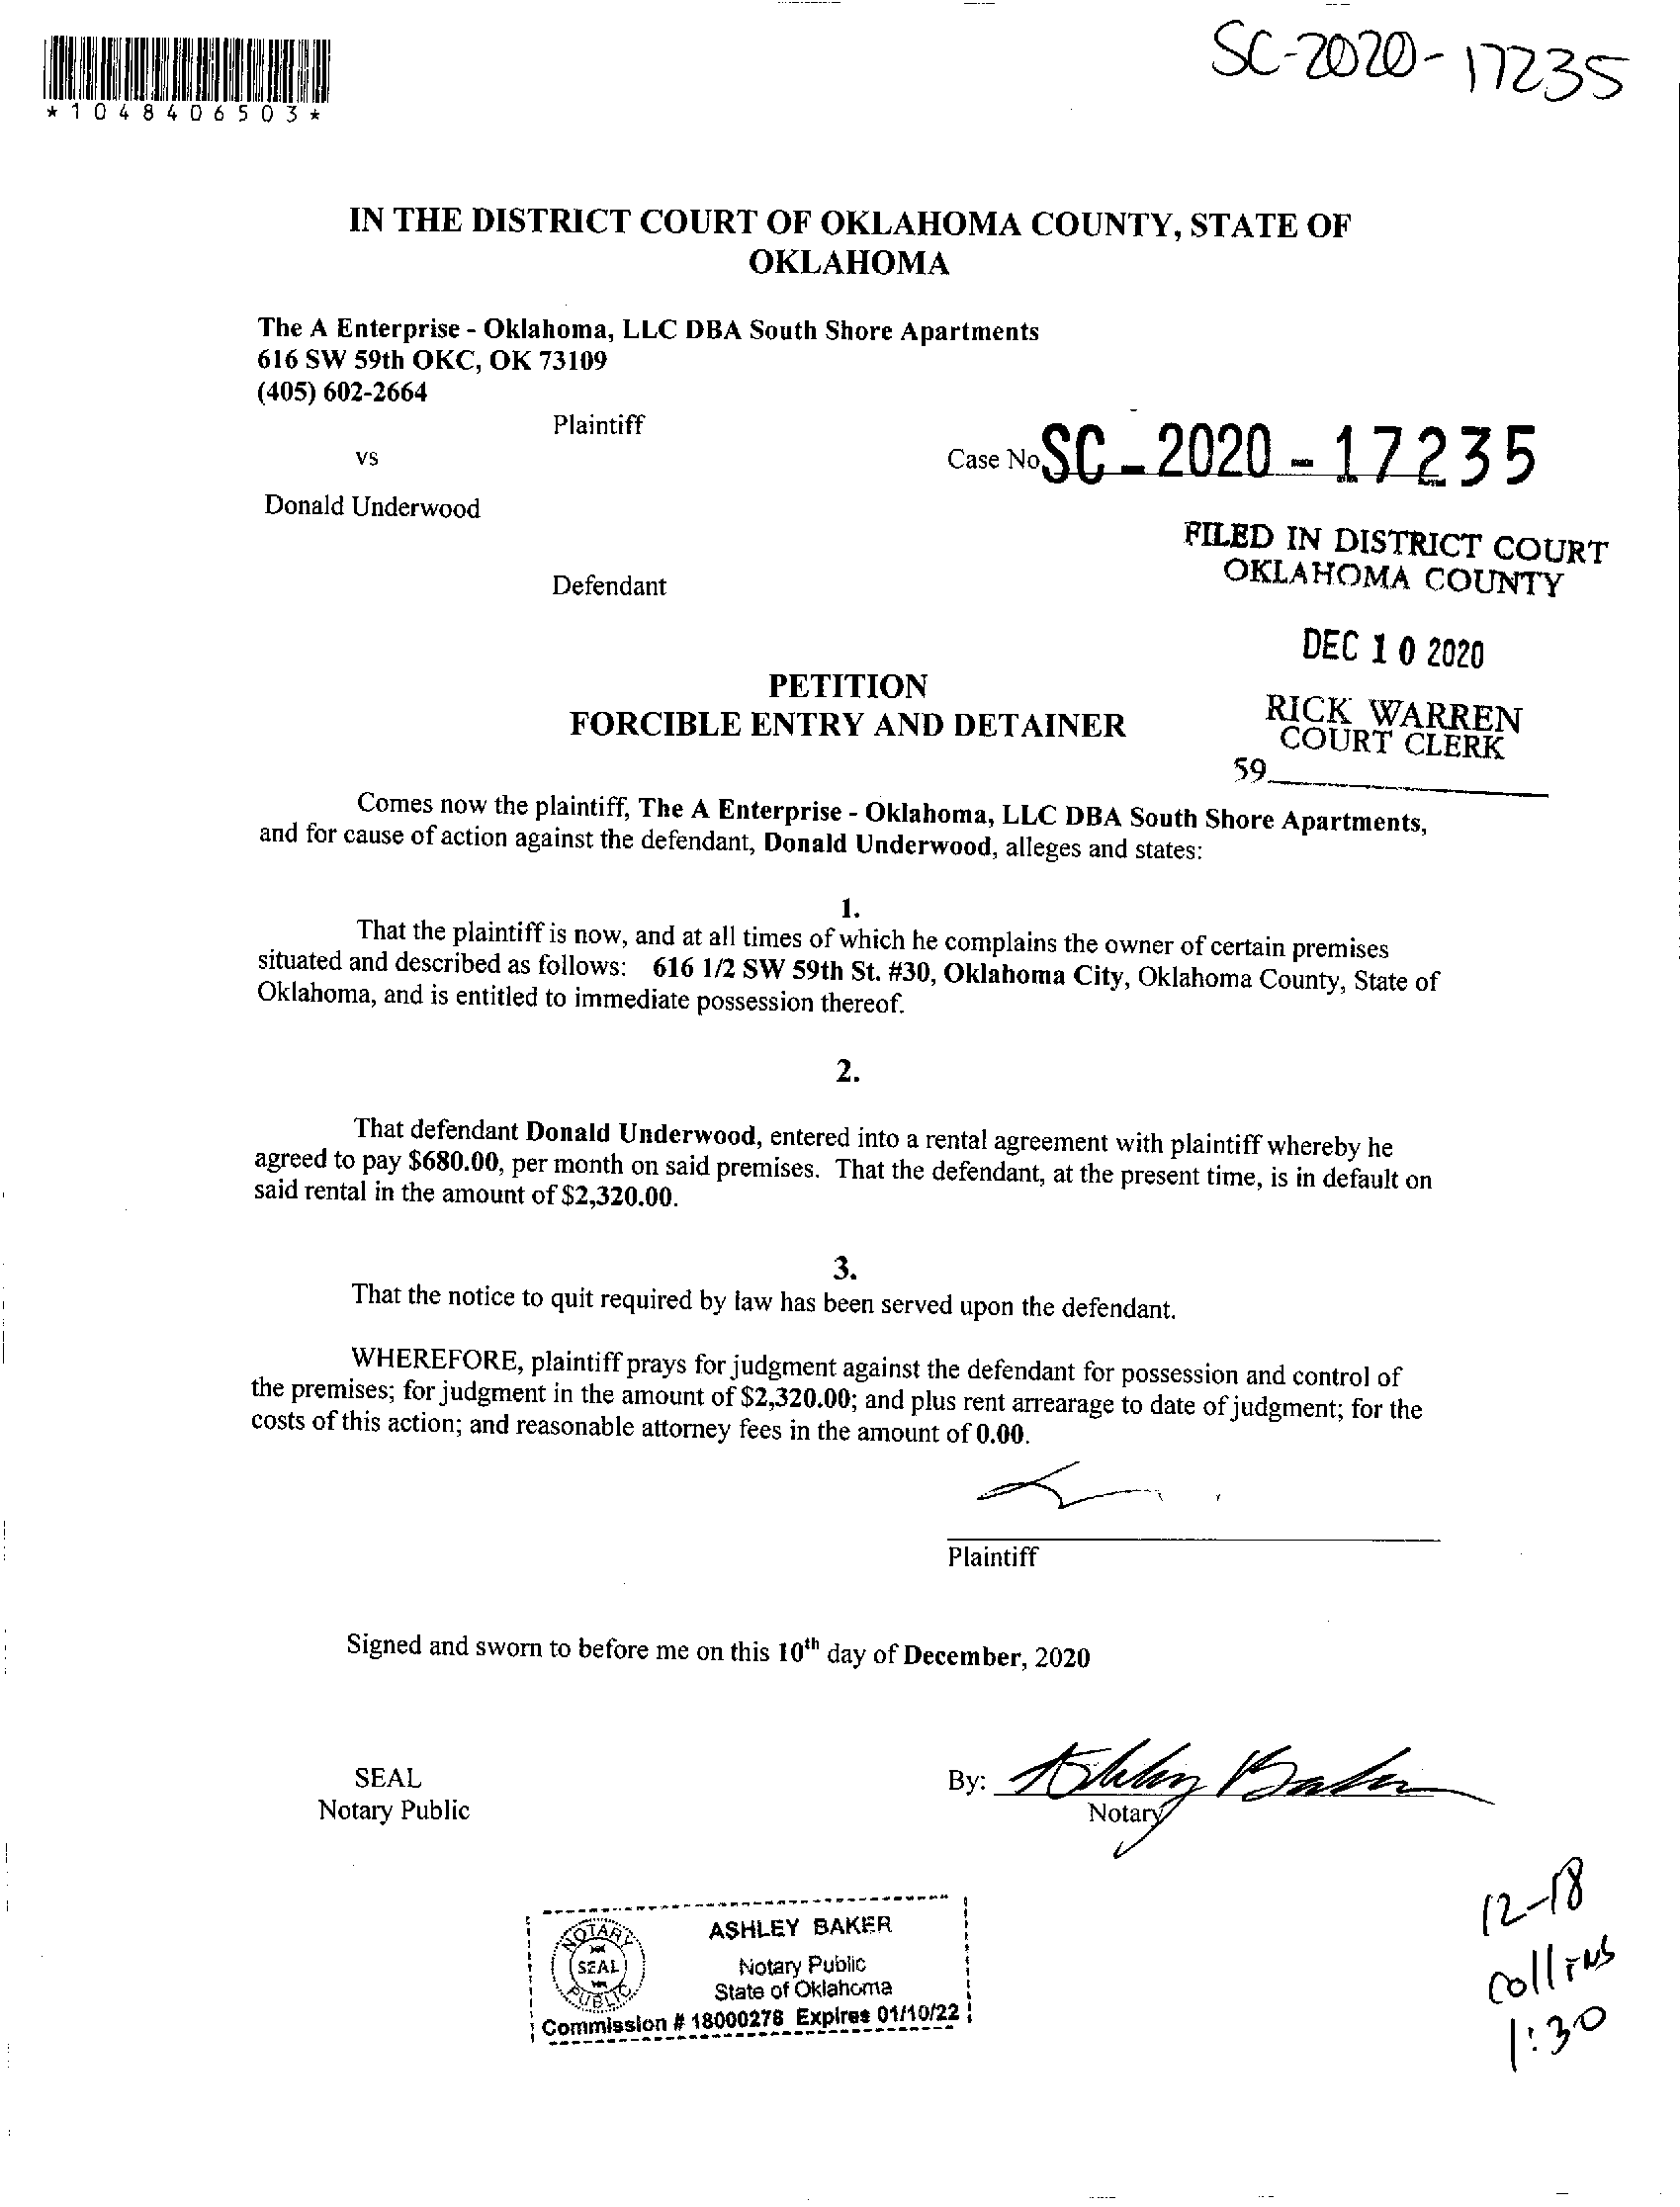 SC-2020-17235
*1048406503*
IN THE DISTRICT COURT OF OKLAHOMA COUNTY, STATE OF
OKLAHOMA
The A Enterprise - Oklahoma, LLC DBA South Shore Apartments
616 SW 59th OKC, OK 73109
(405) 602-2664
Plaintiff
vs
Case No SC - 2020 - 17235
Donald Underwood
FILED IN DISTRICT COURT
OKLAHOMA COUNTY
Defendant
DEC 10 2020
PETITION
FORCIBLE ENTRY AND DETAINER
RICK WARREN
COURT CLERK
59
Comes now the plaintiff, The A Enterprise - Oklahoma, LLC DBA South Shore Apartments,
and for cause of action against the defendant, Donald Underwood, alleges and states:
1.
That the plaintiff is now, and at all times of which he complains the owner of certain premises
situated and described as follows: 616 1/2 SW 59th St. #30, Oklahoma City, Oklahoma County, State of
Oklahoma, and is entitled to immediate possession thereof.
2.
That defendant Donald Underwood, entered into a rental agreement with plaintiff whereby he
agreed to pay $680.00, per month on said premises. That the defendant, at the present time, is in default on
said rental in the amount of $2,320.00.
3.
That the notice to quit required by law has been served upon the defendant.
WHEREFORE, plaintiff prays for judgment against the defendant for possession and control of
the premises; for judgment in the amount of $2,320.00; and plus rent arrearage to date of judgment; for the
costs of this action; and reasonable attorney fees in the amount of 0.00.
Plaintiff
Signed and sworn to before me on this 10th day of December, 2020
SEAL
Notary Public
By: Ashley Baker
Notary
12-18
collins
1:30
NOTARY
SEAL
PUBLIC
ASHLEY BAKER
Notary Public
State of Oklahoma
Commission # 18000278 Expires 01/10/22